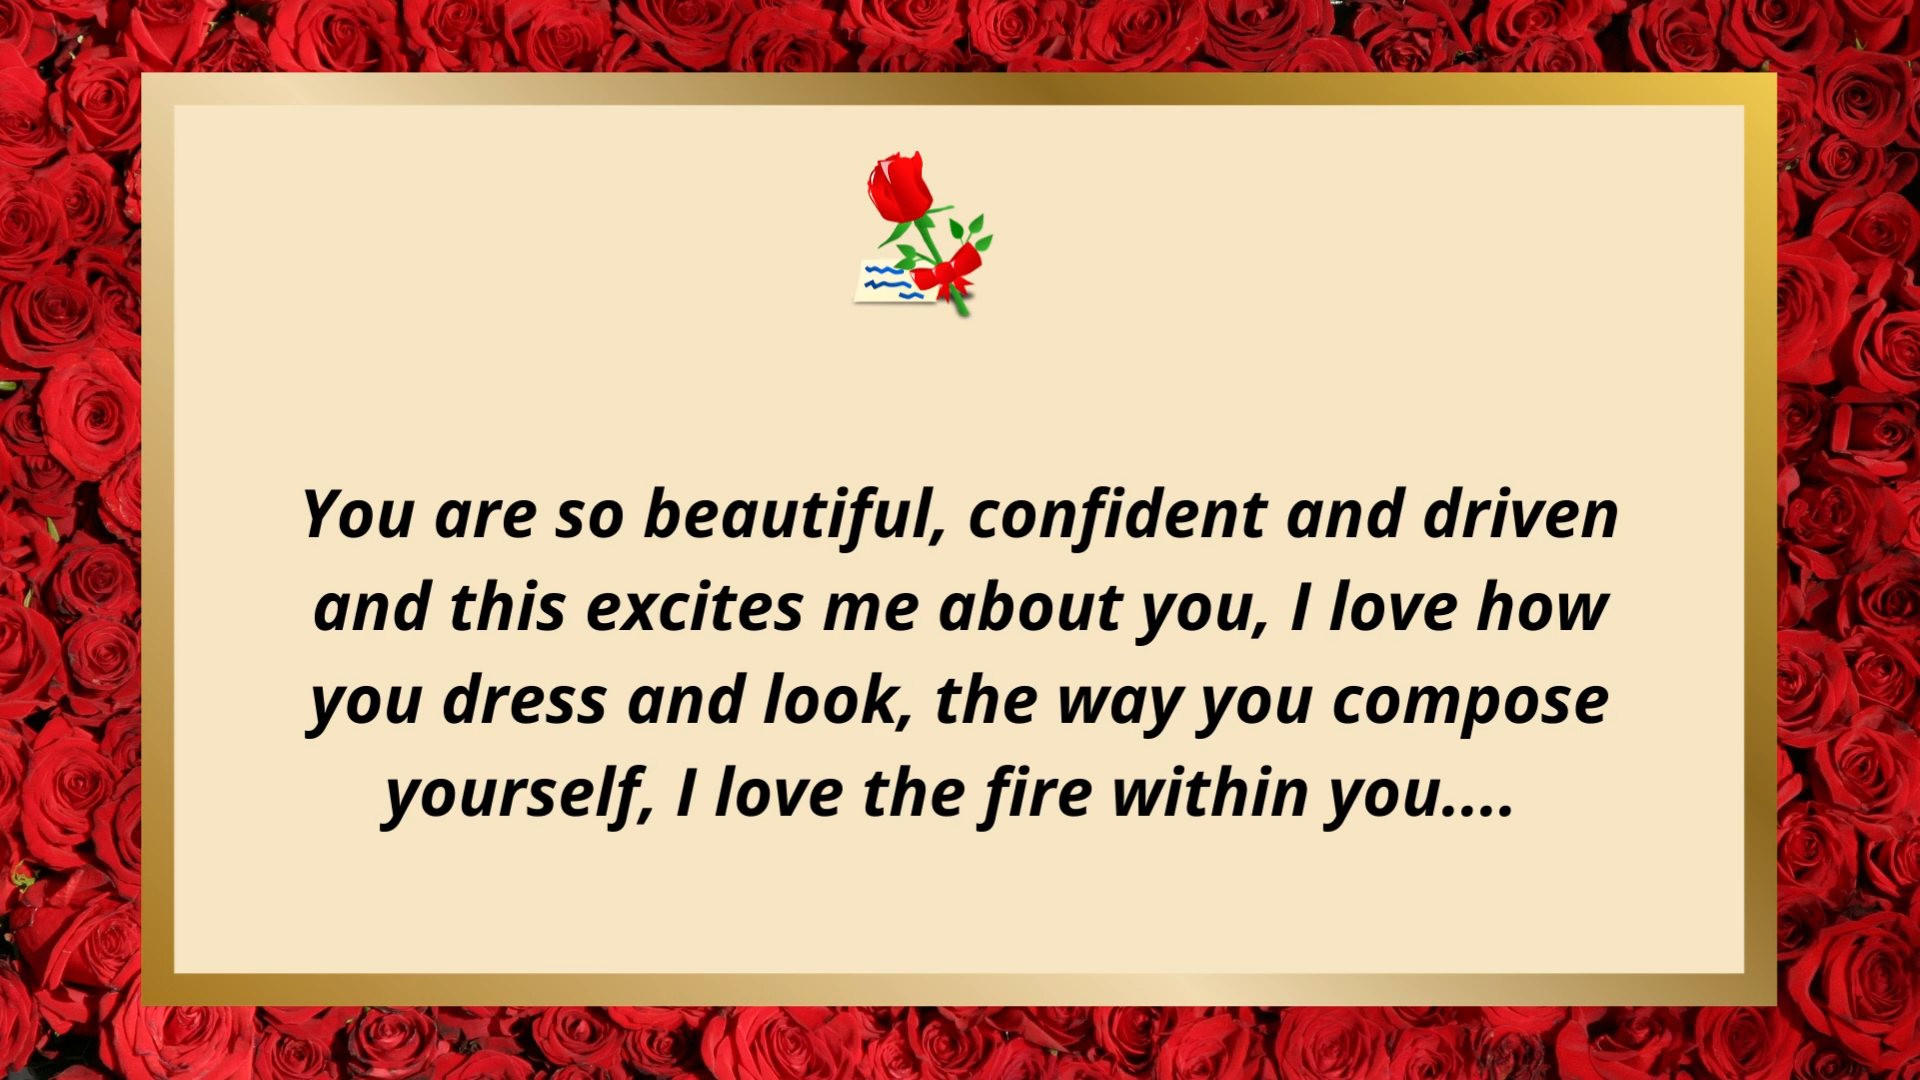 You are so beautiful, confident and driven
and this excites me about you, I love how
you dress and look, the way you compose
yourself, I love the fire within you....